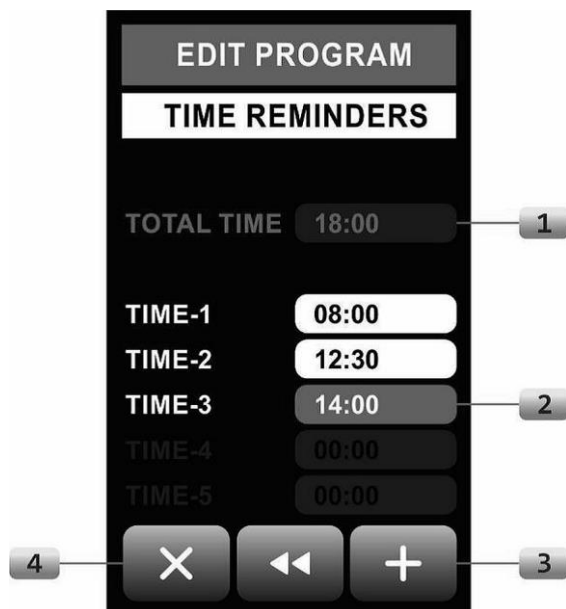 EDIT PROGRAM
TIME REMINDERS
TOTAL TIME 18:00 1
TIME-1 08:00
TIME-2 12:30
TIME-3 14:00 2
TIME-4 00:00
TIME-5 00:00
4 3